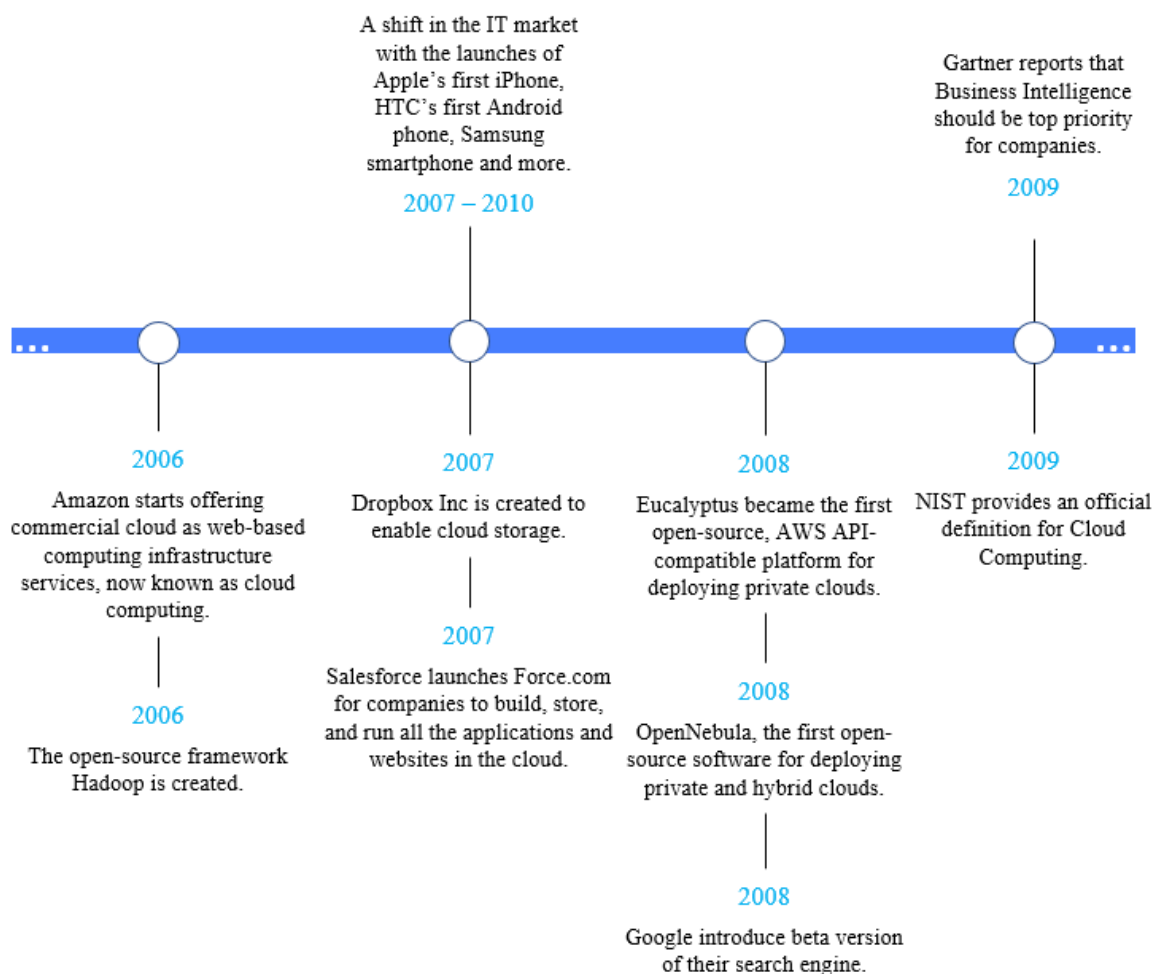 A shift in the IT market
with the launches of
Apple's first iPhone,
HTC's first Android
phone, Samsung
smartphone and more.
2007 – 2010
Gartner reports that
Business Intelligence
should be top priority
for companies.
2009
...
...
2006
Amazon starts offering
commercial cloud as web-based
computing infrastructure
services, now known as cloud
computing.
2006
The open-source framework
Hadoop is created.
2007
Dropbox Inc is created to
enable cloud storage.
2007
Salesforce launches Force.com
for companies to build, store,
and run all the applications and
websites in the cloud.
2008
Eucalyptus became the first
open-source, AWS API-
compatible platform for
deploying private clouds.
2008
OpenNebula, the first open-
source software for deploying
private and hybrid clouds.
2008
Google introduce beta version
of their search engine.
2009
NIST provides an official
definition for Cloud
Computing.